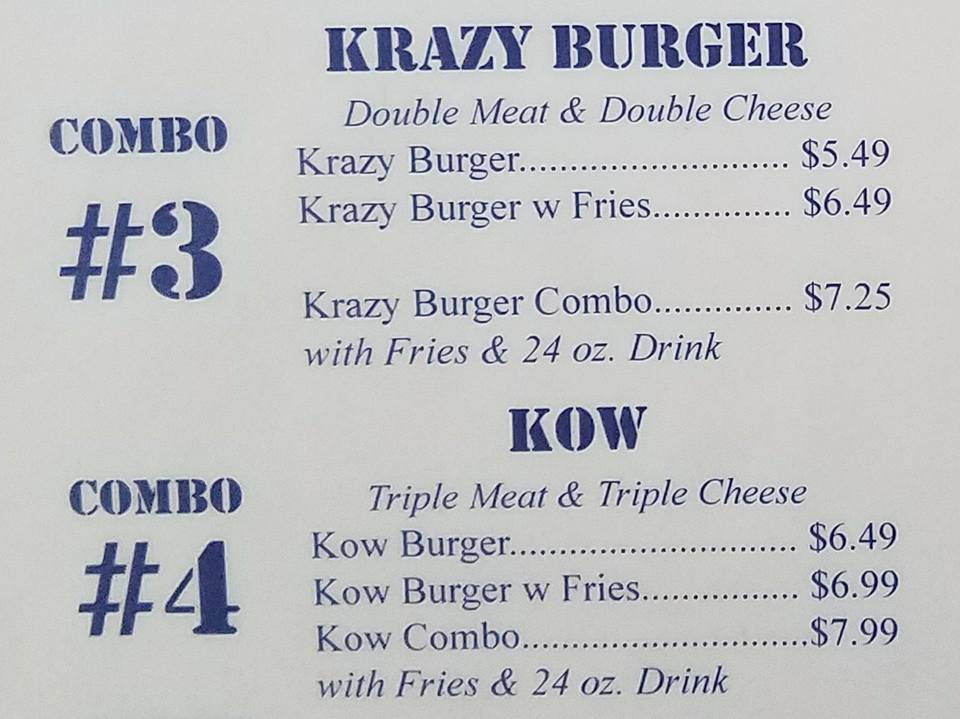 KRAZY BURGER
Double Meat & Double Cheese
COMBO
#3
Krazy Burger.......................... $5.49
Krazy Burger w Fries.............. $6.49
Krazy Burger Combo.............. $7.25
with Fries & 24 oz. Drink
KOW
Triple Meat & Triple Cheese
COMBO
#4
Kow Burger............................ $6.49
Kow Burger w Fries................ $6.99
Kow Combo............................$7.99
with Fries & 24 oz. Drink